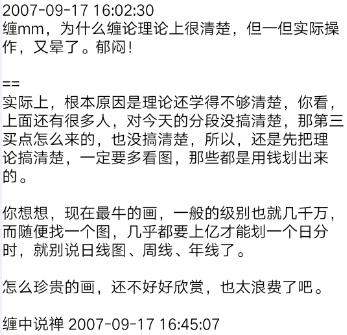 2007-09-17 16:02:30
缠mm，为什么缠论理论上很清楚，但一但实际操
作，又晕了。郁闷！
==
实际上，根本原因是理论还学得不够清楚，你看，
上面还有很多人，对今天的分段没搞清楚，那第三
买点怎么来的，也没搞清楚，所以，还是先把理
论搞清楚，一定要多看图，那些都是用钱划出来
的。
你想想，现在最牛的画，一般的级别也就几千万，
而随便找一个图，几乎都要上亿才能划一个日分
时，就别说日线图、周线、年线了。
怎么珍贵的画，还不好好欣赏，也太浪费了吧。
缠中说禅 2007-09-17 16:45:07